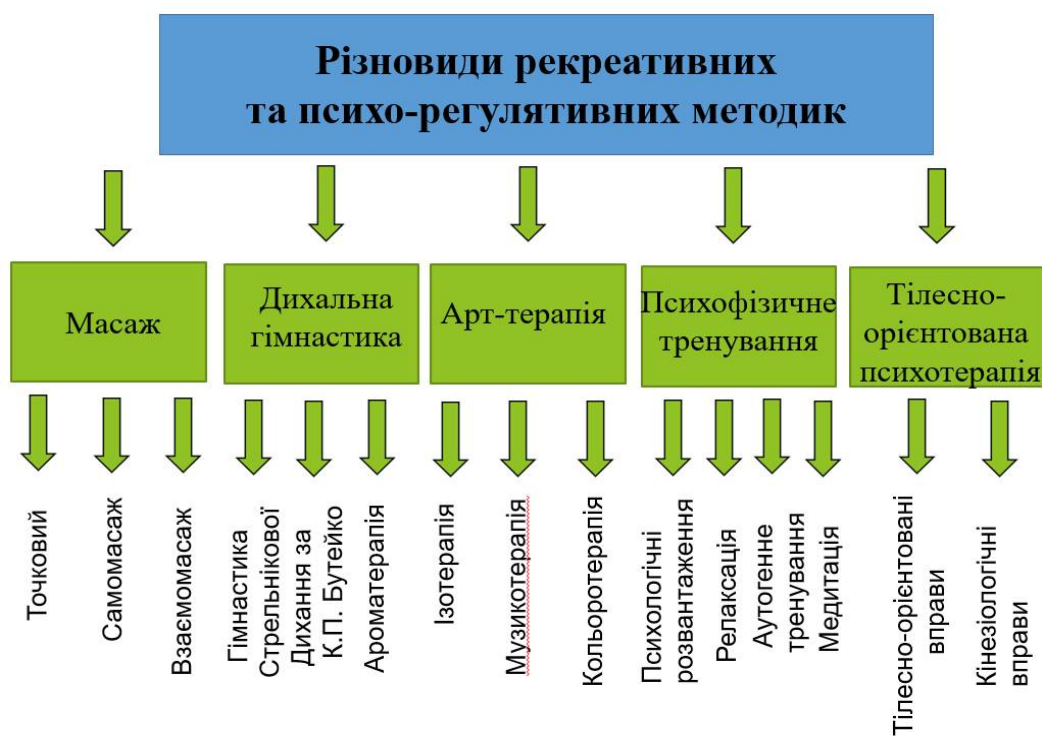 Різновиди рекреативних
та психо-регулятивних методик
Масаж
Дихальна
гімнастика
Арт-терапія
Психофізичне
тренування
Тілесно-
орієнтована
психотерапія
Точковий
Самомасаж
Взаємомасаж
Гімнастика
Стрельнікової
Дихання за
К.П. Бутейко
Ароматерапія
Ізотерапія
Музикотерапія
Кольоротерапія
Психологічні
розвантаження
Релаксація
Аутогенне
тренування
Медитація
Тілесно-орієнтовані
вправи
Кінезіологічні
вправи